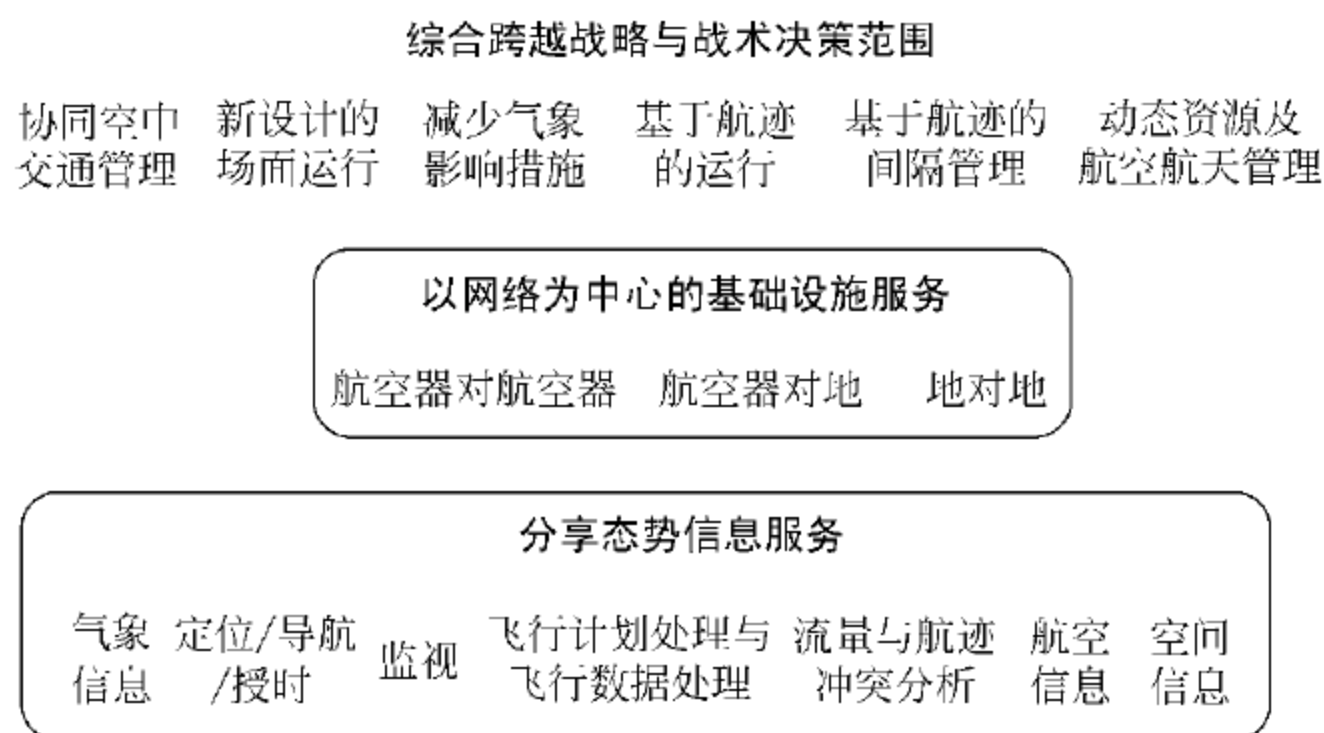 综合跨越战略与战术决策范围
协同空中 新设计的 减少气象 基于航迹 基于航迹的 动态资源及
交通管理 场面运行 影响措施 的运行 间隔管理 航空航天管理
以网络为中心的基础设施服务
航空器对航空器 航空器对地 地对地
分享态势信息服务
气象 定位/导航 监视 飞行计划处理与 流量与航迹 航空 空间
信息 /授时 飞行数据处理 冲突分析 信息 信息